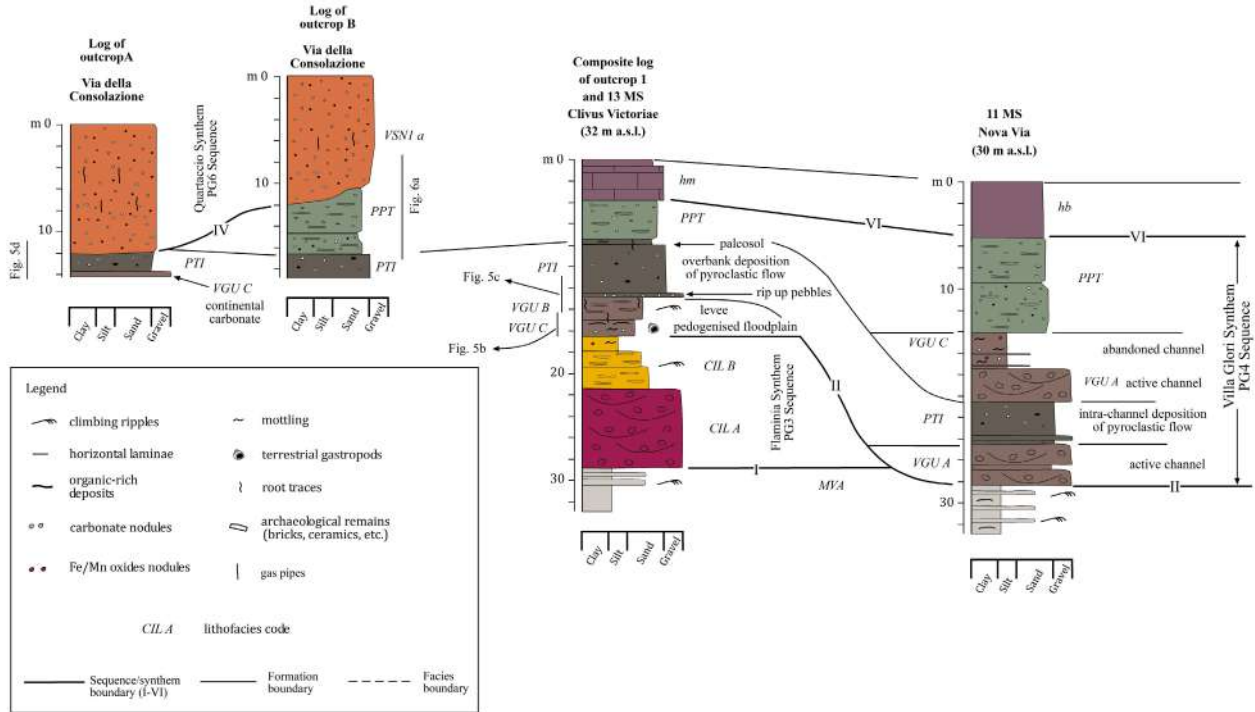 Log of
outcropA
Via della
Consolazione
m 0
10
Fig. 5d
Clay
Silt
Sand
Gravel
VGU C
continental
carbonate
Quartaccio Synthem
PG6 Sequence
IV
Log of
outcrop B
Via della
Consolazione
m 0
10
VSN1 a
PPT
Fig. 6a
PTI
Clay
Silt
Sand
Gravel
Composite log
of outcrop 1
and 13 MS
Clivus Victoriae
(32 m a.s.l.)
m 0
20
30
hm
PPT
PTI
Fig. 5c
VGU B
VGU C
Fig. 5b
CIL B
CIL A
paleosol
overbank deposition
of pyroclastic flow
rip up pebbles
levee
pedogenised floodplain
Flaminia Synthem
PG3 Sequence
VI
II
I
MVA
Clay
Silt
Sand
Gravel
11 MS
Nova Via
(30 m a.s.l.)
m 0
10
30
hb
VI
PPT
VGU C
abandoned channel
VGU A
active channel
PTI
intra-channel deposition
of pyroclastic flow
VGU A
active channel
II
Villa Glori Synthem
PG4 Sequence
Clay
Silt
Sand
Gravel
Legend
climbing ripples
mottling
horizontal laminae
terrestrial gastropods
organic-rich
deposits
root traces
carbonate nodules
archaeological remains
(bricks, ceramics, etc.)
Fe/Mn oxides nodules
gas pipes
CIL A lithofacies code
Sequence/synthem
boundary (I-VI)
Formation
boundary
Facies
boundary